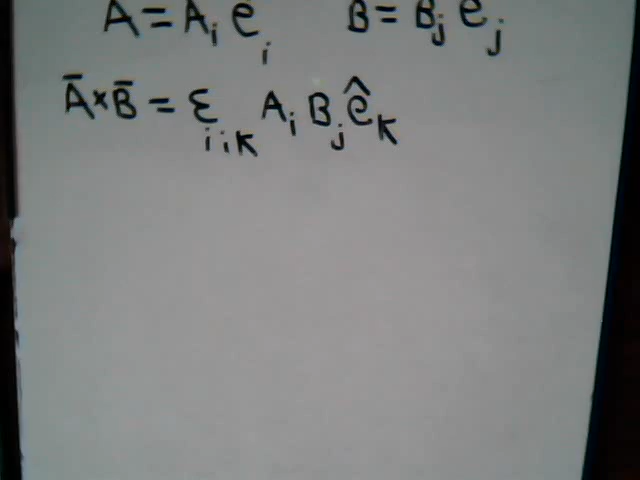 A = A_i e_i B = B_j e_j
Ā × B̄ = ε_iik A_i B_j ê_k